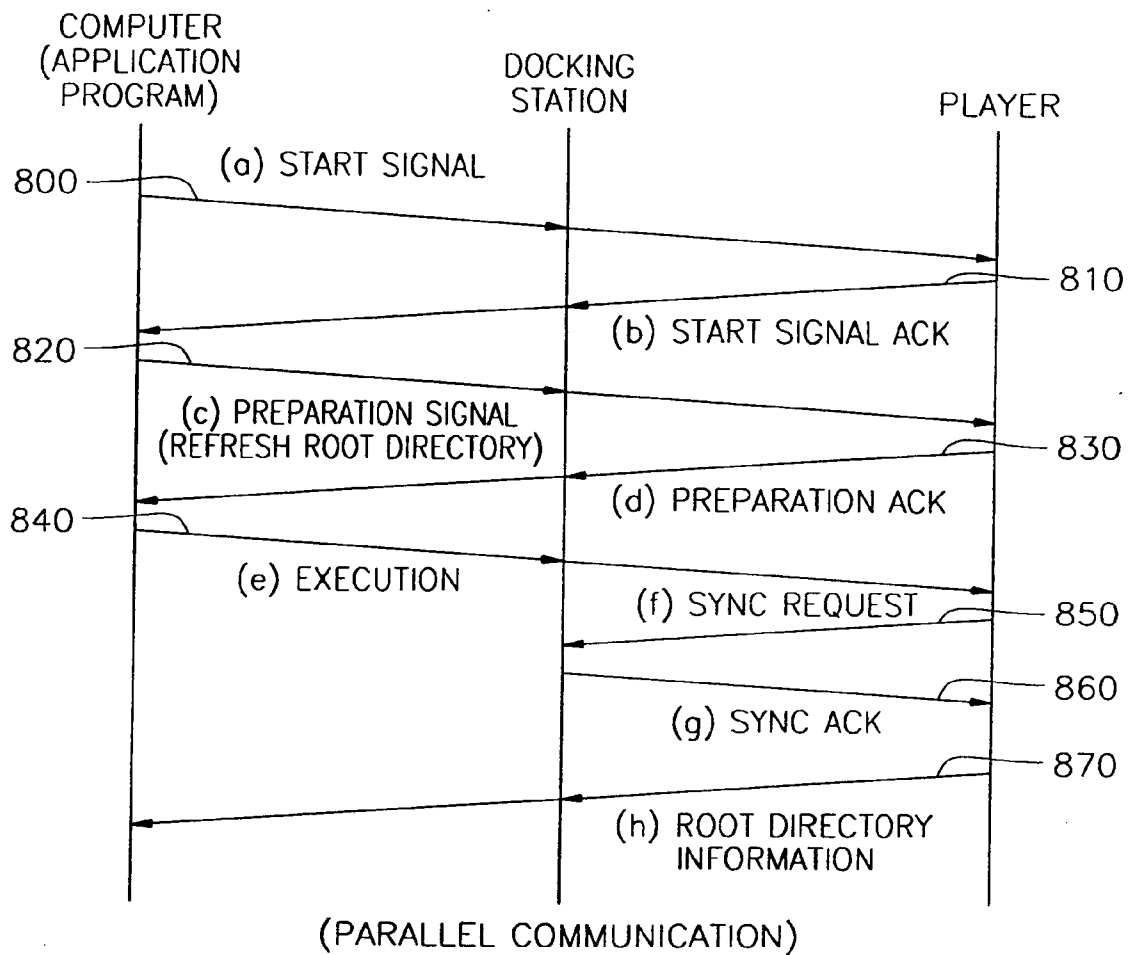 COMPUTER
(APPLICATION
PROGRAM)
DOCKING
STATION
PLAYER
(a) START SIGNAL
800
810
(b) START SIGNAL ACK
820
(c) PREPARATION SIGNAL
(REFRESH ROOT DIRECTORY)
830
(d) PREPARATION ACK
840
(e) EXECUTION
(f) SYNC REQUEST
850
860
(g) SYNC ACK
870
(h) ROOT DIRECTORY
INFORMATION
(PARALLEL COMMUNICATION)